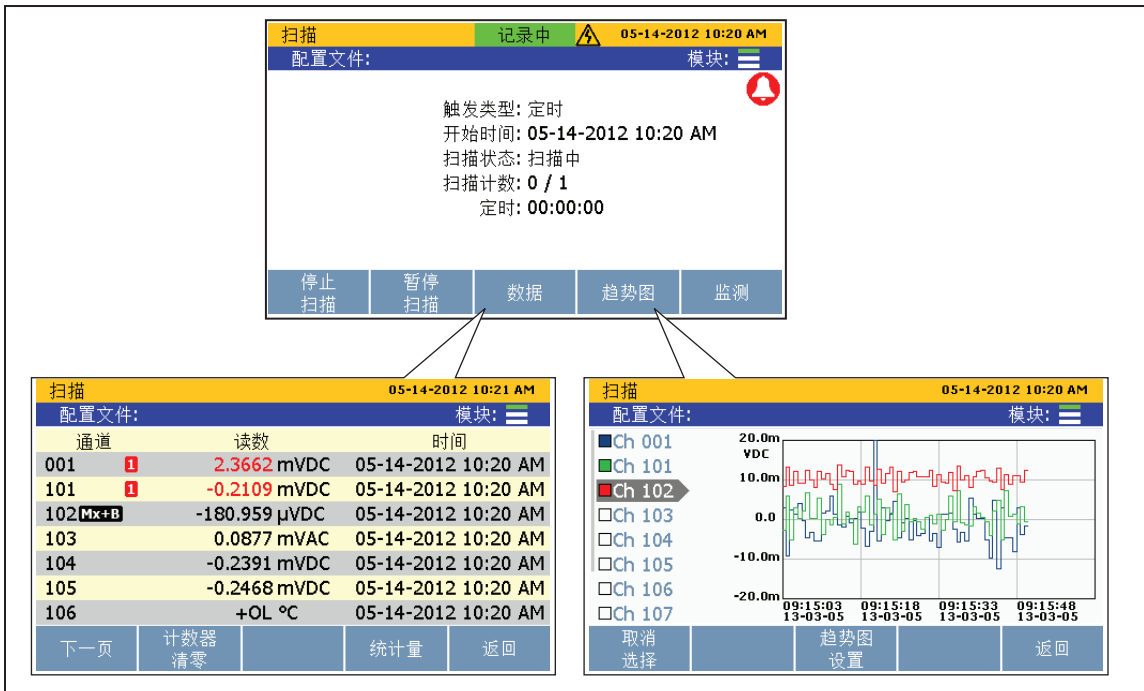 扫描 记录中 05-14-2012 10:20 AM
配置文件: 模块:
触发类型: 定时
开始时间: 05-14-2012 10:20 AM
扫描状态: 扫描中
扫描计数: 0 / 1
定时: 00:00:00
停止扫描 暂停扫描 数据 趋势图 监测
扫描 05-14-2012 10:21 AM
配置文件: 模块:
通道 读数 时间
001 1 2.3662 mVDC 05-14-2012 10:20 AM
101 1 -0.2109 mVDC 05-14-2012 10:20 AM
102 Mx+B -180.959 µVDC 05-14-2012 10:20 AM
103 0.0877 mVAC 05-14-2012 10:20 AM
104 -0.2391 mVDC 05-14-2012 10:20 AM
105 -0.2468 mVDC 05-14-2012 10:20 AM
106 +OL °C 05-14-2012 10:20 AM
下一页 计数器清零 统计量 返回
扫描 05-14-2012 10:20 AM
配置文件: 模块:
Ch 001
Ch 101
Ch 102
Ch 103
Ch 104
Ch 105
Ch 106
Ch 107
20.0m
VDC
10.0m
0.0
-10.0m
-20.0m
09:15:03 09:15:18 09:15:33 09:15:48
13-03-05 13-03-05 13-03-05 13-03-05
取消选择 趋势图设置 返回